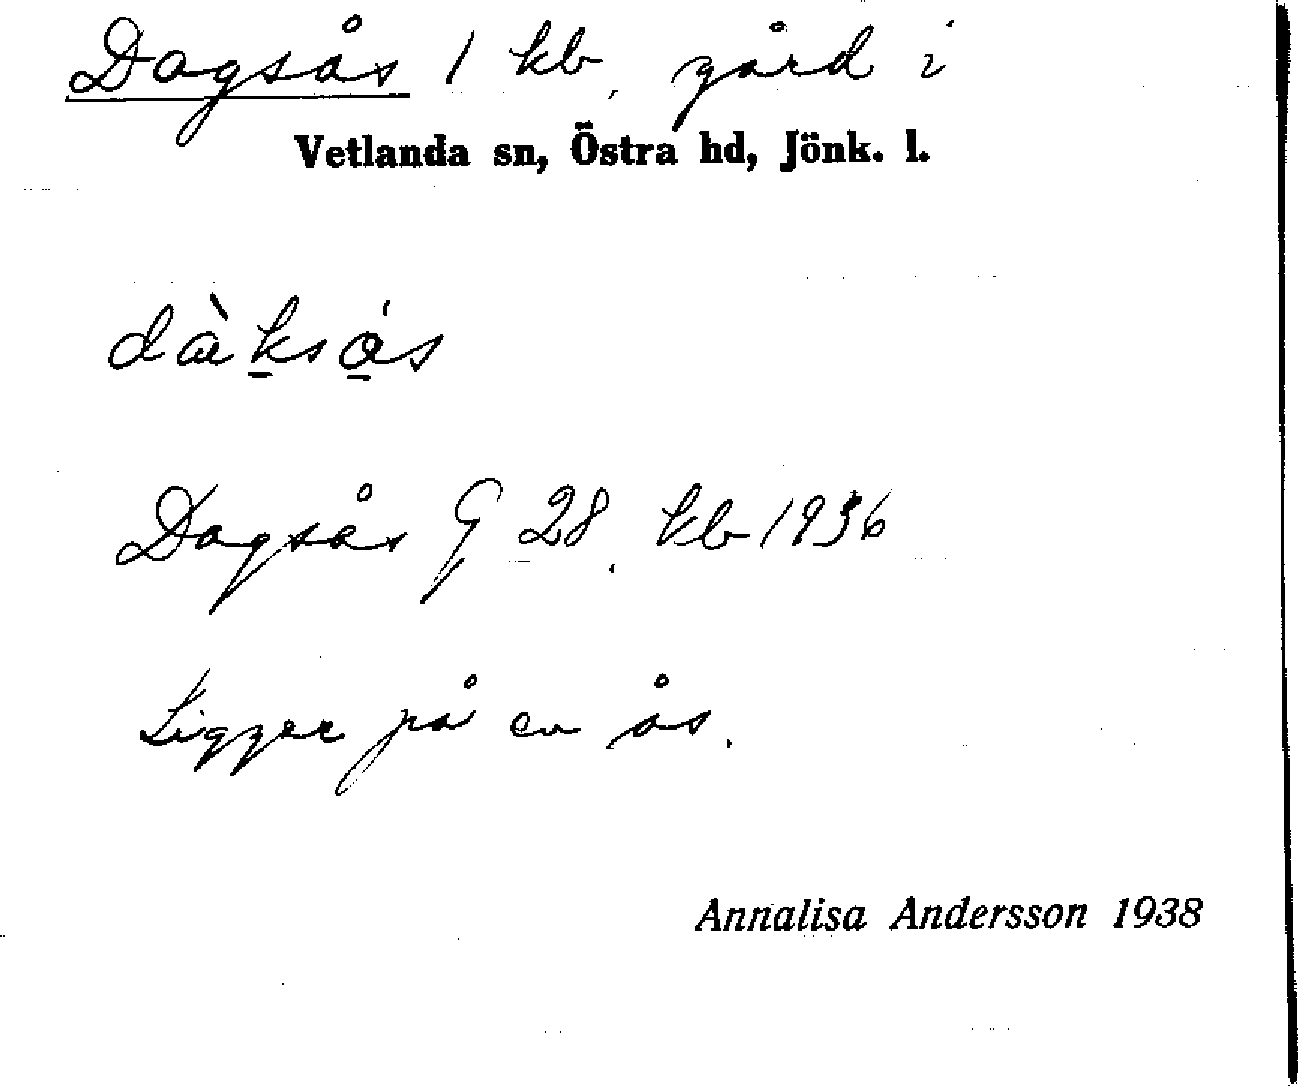 Dagsås 1 kb, gård i
Vetlanda sn, Östra hd, Jönk. l.
Dagsås G 28, kb 1936
Ligger på en ås.
Annalisa Andersson 1938